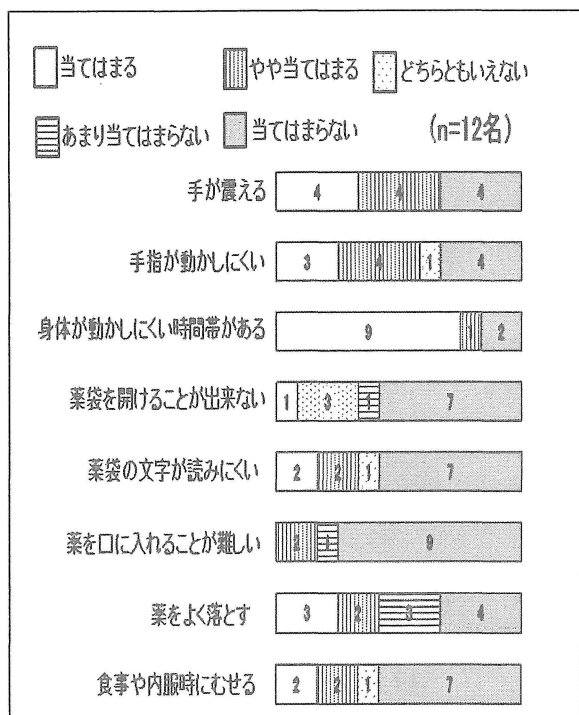 当てはまる やや当てはまる どちらともいえない
あまり当てはまらない 当てはまらない (n=12名)
手が震える 4 4 4
手指が動かしにくい 3 4 1 4
身体が動かしにくい時間帯がある 9 1 2
薬袋を開けることが出来ない 1 3 1 7
薬袋の文字が読みにくい 2 2 1 7
薬を口に入れることが難しい 2 1 9
薬をよく落とす 3 2 3 4
食事や内服時にむせる 2 2 1 7